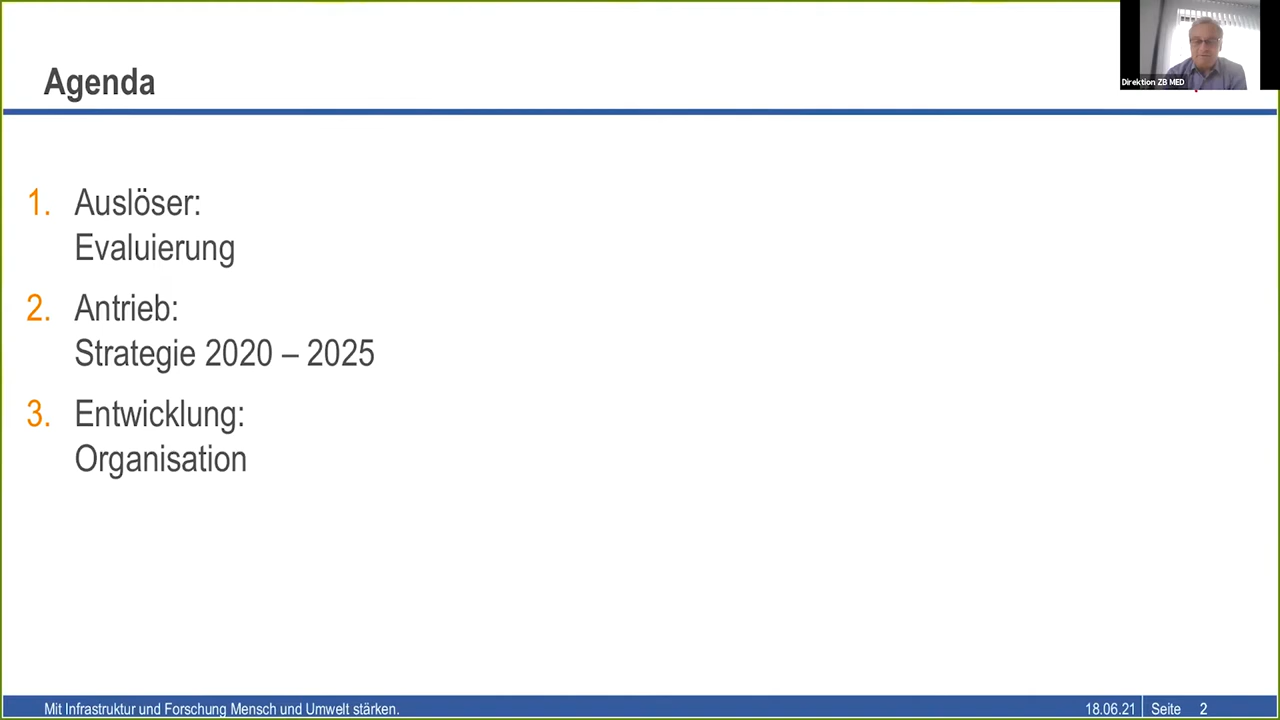 Agenda
Direktion ZB MED
1. Auslöser:
Evaluierung
2. Antrieb:
Strategie 2020 – 2025
3. Entwicklung:
Organisation
Mit Infrastruktur und Forschung Mensch und Umwelt stärken.
18.06.21 Seite 2